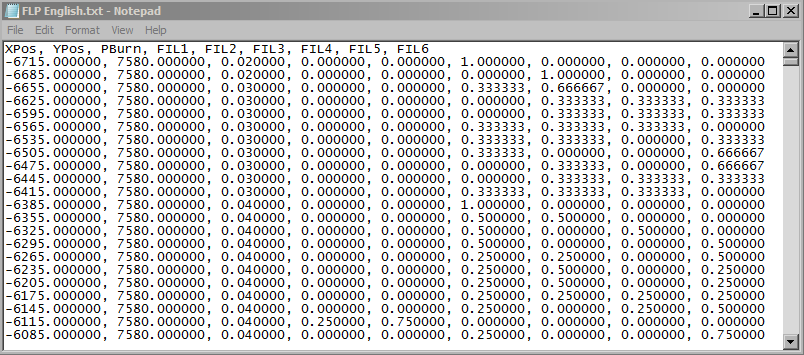 FLP English.txt - Notepad
File Edit Format View Help
XPos, YPos, PBurn, FIL1, FIL2, FIL3, FIL4, FIL5, FIL6
-6715.000000, 7580.000000, 0.020000, 0.000000, 0.000000, 1.000000, 0.000000, 0.000000, 0.000000
-6685.000000, 7580.000000, 0.020000, 0.000000, 0.000000, 0.000000, 1.000000, 0.000000, 0.000000
-6655.000000, 7580.000000, 0.030000, 0.000000, 0.000000, 0.333333, 0.666667, 0.000000, 0.000000
-6625.000000, 7580.000000, 0.030000, 0.000000, 0.000000, 0.000000, 0.333333, 0.333333, 0.333333
-6595.000000, 7580.000000, 0.030000, 0.000000, 0.000000, 0.000000, 0.333333, 0.333333, 0.333333
-6565.000000, 7580.000000, 0.030000, 0.000000, 0.000000, 0.333333, 0.333333, 0.333333, 0.000000
-6535.000000, 7580.000000, 0.030000, 0.000000, 0.000000, 0.333333, 0.333333, 0.000000, 0.333333
-6505.000000, 7580.000000, 0.030000, 0.000000, 0.000000, 0.333333, 0.000000, 0.000000, 0.666667
-6475.000000, 7580.000000, 0.030000, 0.000000, 0.000000, 0.000000, 0.333333, 0.000000, 0.666667
-6445.000000, 7580.000000, 0.030000, 0.000000, 0.000000, 0.000000, 0.333333, 0.333333, 0.333333
-6415.000000, 7580.000000, 0.030000, 0.000000, 0.000000, 0.333333, 0.333333, 0.333333, 0.000000
-6385.000000, 7580.000000, 0.040000, 0.000000, 0.000000, 1.000000, 0.000000, 0.000000, 0.000000
-6355.000000, 7580.000000, 0.040000, 0.000000, 0.000000, 0.500000, 0.500000, 0.000000, 0.000000
-6325.000000, 7580.000000, 0.040000, 0.000000, 0.000000, 0.500000, 0.000000, 0.500000, 0.000000
-6295.000000, 7580.000000, 0.040000, 0.000000, 0.000000, 0.500000, 0.000000, 0.000000, 0.500000
-6265.000000, 7580.000000, 0.040000, 0.000000, 0.000000, 0.250000, 0.250000, 0.000000, 0.500000
-6235.000000, 7580.000000, 0.040000, 0.000000, 0.000000, 0.250000, 0.500000, 0.000000, 0.250000
-6205.000000, 7580.000000, 0.040000, 0.000000, 0.000000, 0.250000, 0.500000, 0.000000, 0.250000
-6175.000000, 7580.000000, 0.040000, 0.000000, 0.000000, 0.250000, 0.250000, 0.250000, 0.250000
-6145.000000, 7580.000000, 0.040000, 0.000000, 0.000000, 0.250000, 0.000000, 0.250000, 0.500000
-6115.000000, 7580.000000, 0.040000, 0.250000, 0.750000, 0.000000, 0.000000, 0.000000, 0.000000
-6085.000000, 7580.000000, 0.040000, 0.000000, 0.000000, 0.250000, 0.000000, 0.000000, 0.750000